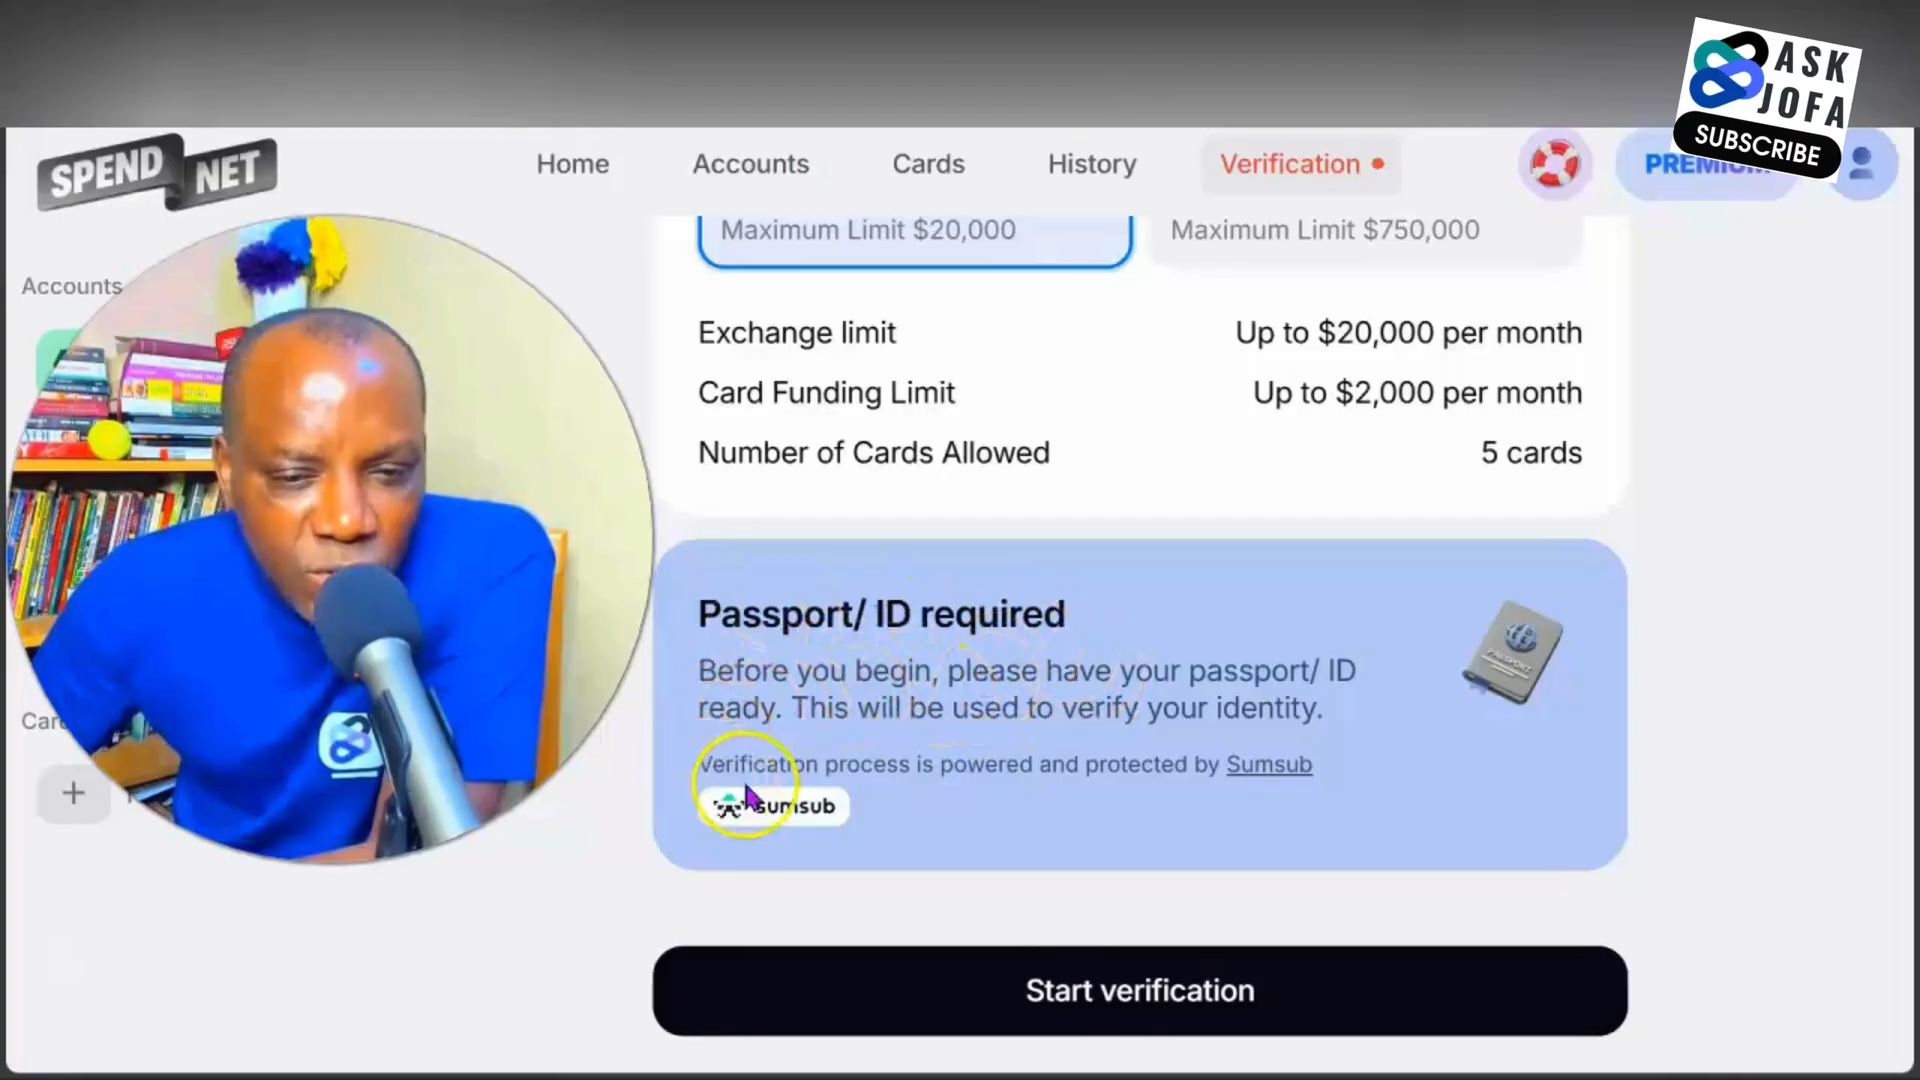 ASK
JOFA
SUBSCRIBE
SPEND NET
Home
Accounts
Cards
History
Verification
PREMIUM
Maximum Limit $20,000
Maximum Limit $750,000
Accounts
Exchange limit
Up to $20,000 per month
Card Funding Limit
Up to $2,000 per month
Number of Cards Allowed
5 cards
Passport/ ID required
Before you begin, please have your passport/ ID
ready. This will be used to verify your identity.
PASSPORT
Verification process is powered and protected by Sumsub
sumsub
Start verification